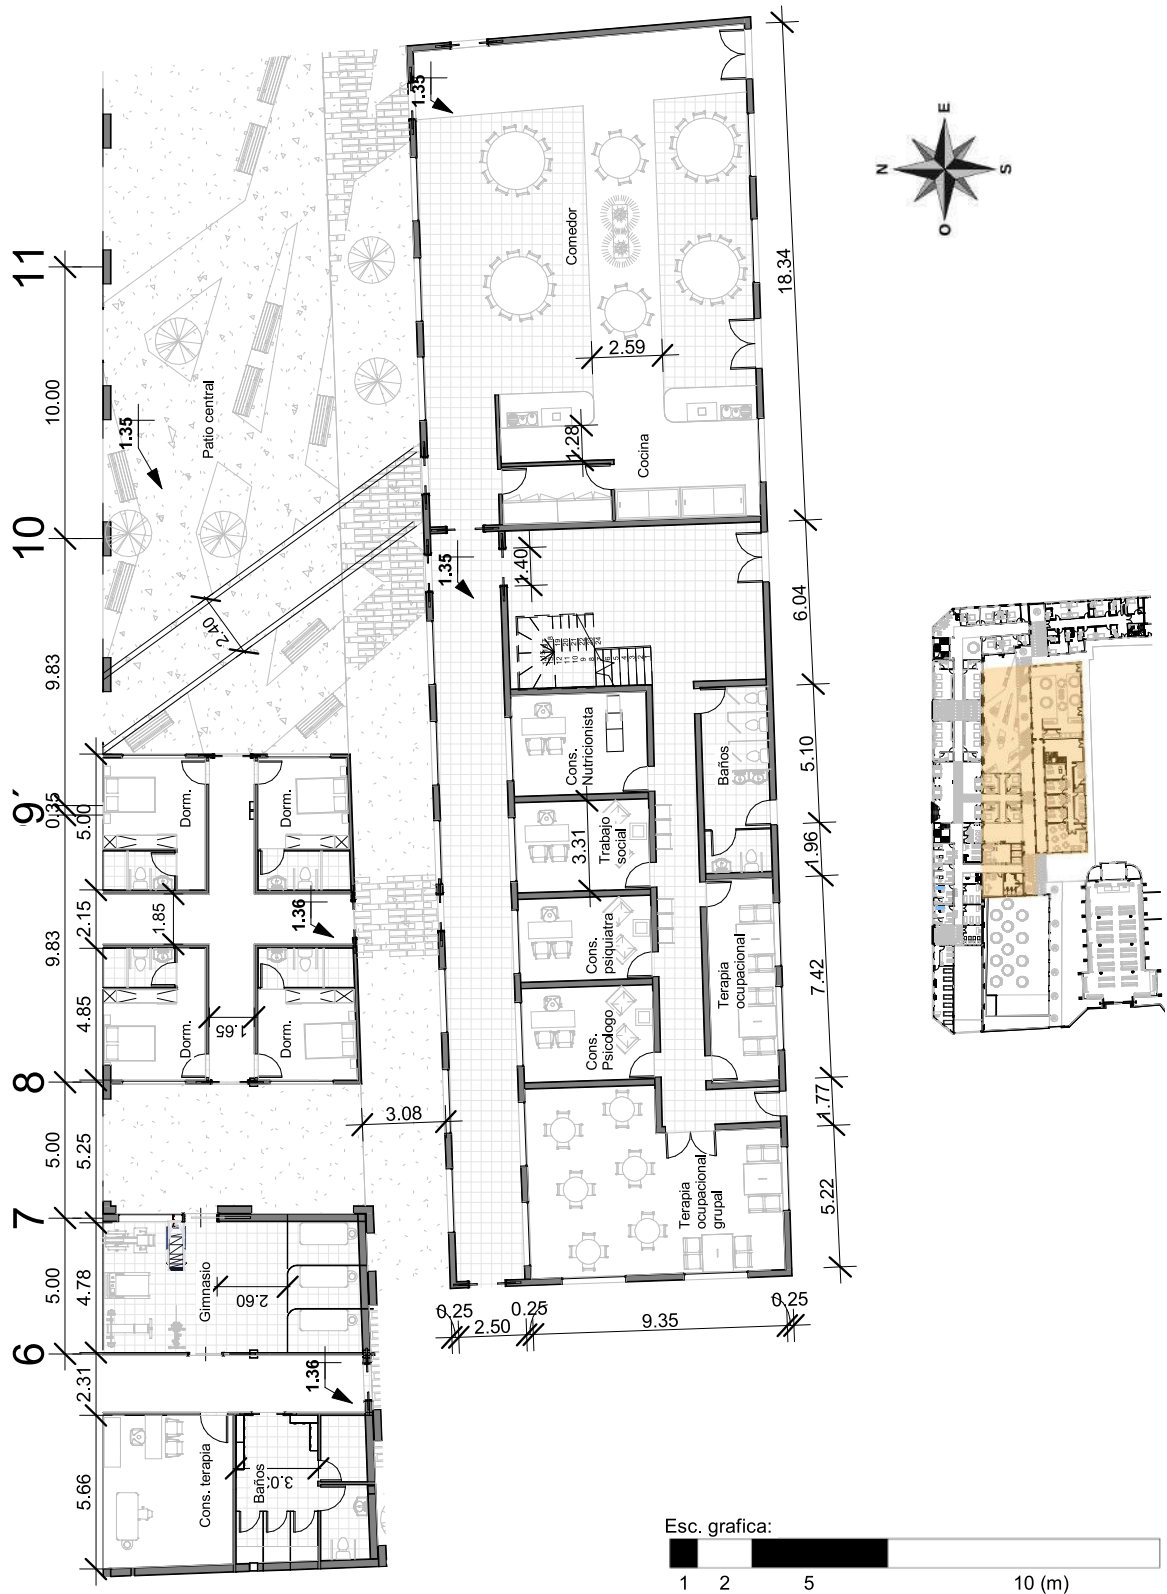 1.35
E
N
S
O
Comedor
18.34
11
10.00
2.59
Patio central
1.35
1.28
Cocina
10
1.35
1.40
2.40
6.04
9.83
Cons.
Nutricionista
Baños
5.10
9´
0.35
5.00
Dorm.
Dorm.
3.31
Trabajo
social
1.96
2.15
1.85
1.36
9.83
Cons.
psiquiatra
Terapia
ocupacional
7.42
4.85
1.65
Dorm.
Dorm.
Cons.
Psicologo
8
3.08
1.77
5.00
5.25
Terapia
ocupacional
grupal
5.22
7
5.00
4.78
Gimnasio
2.60
0.25
2.50
0.25
9.35
0.25
6
2.31
1.36
5.66
Cons. terapia
Baños
Esc. grafica:
1 2 5 10 (m)